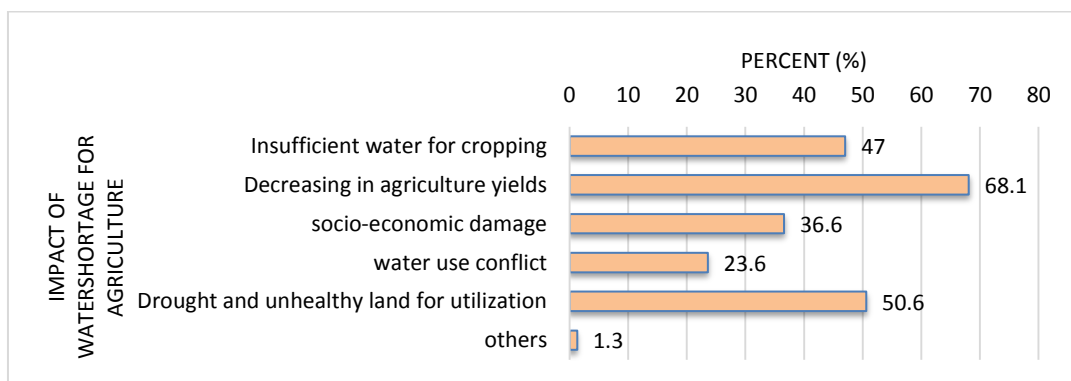 PERCENT (%)
0 10 20 30 40 50 60 70 80
IMPACT OF
WATERSHORTAGE FOR
AGRICULTURE
Insufficient water for cropping 47
Decreasing in agriculture yields 68.1
socio-economic damage 36.6
water use conflict 23.6
Drought and unhealthy land for utilization 50.6
others 1.3